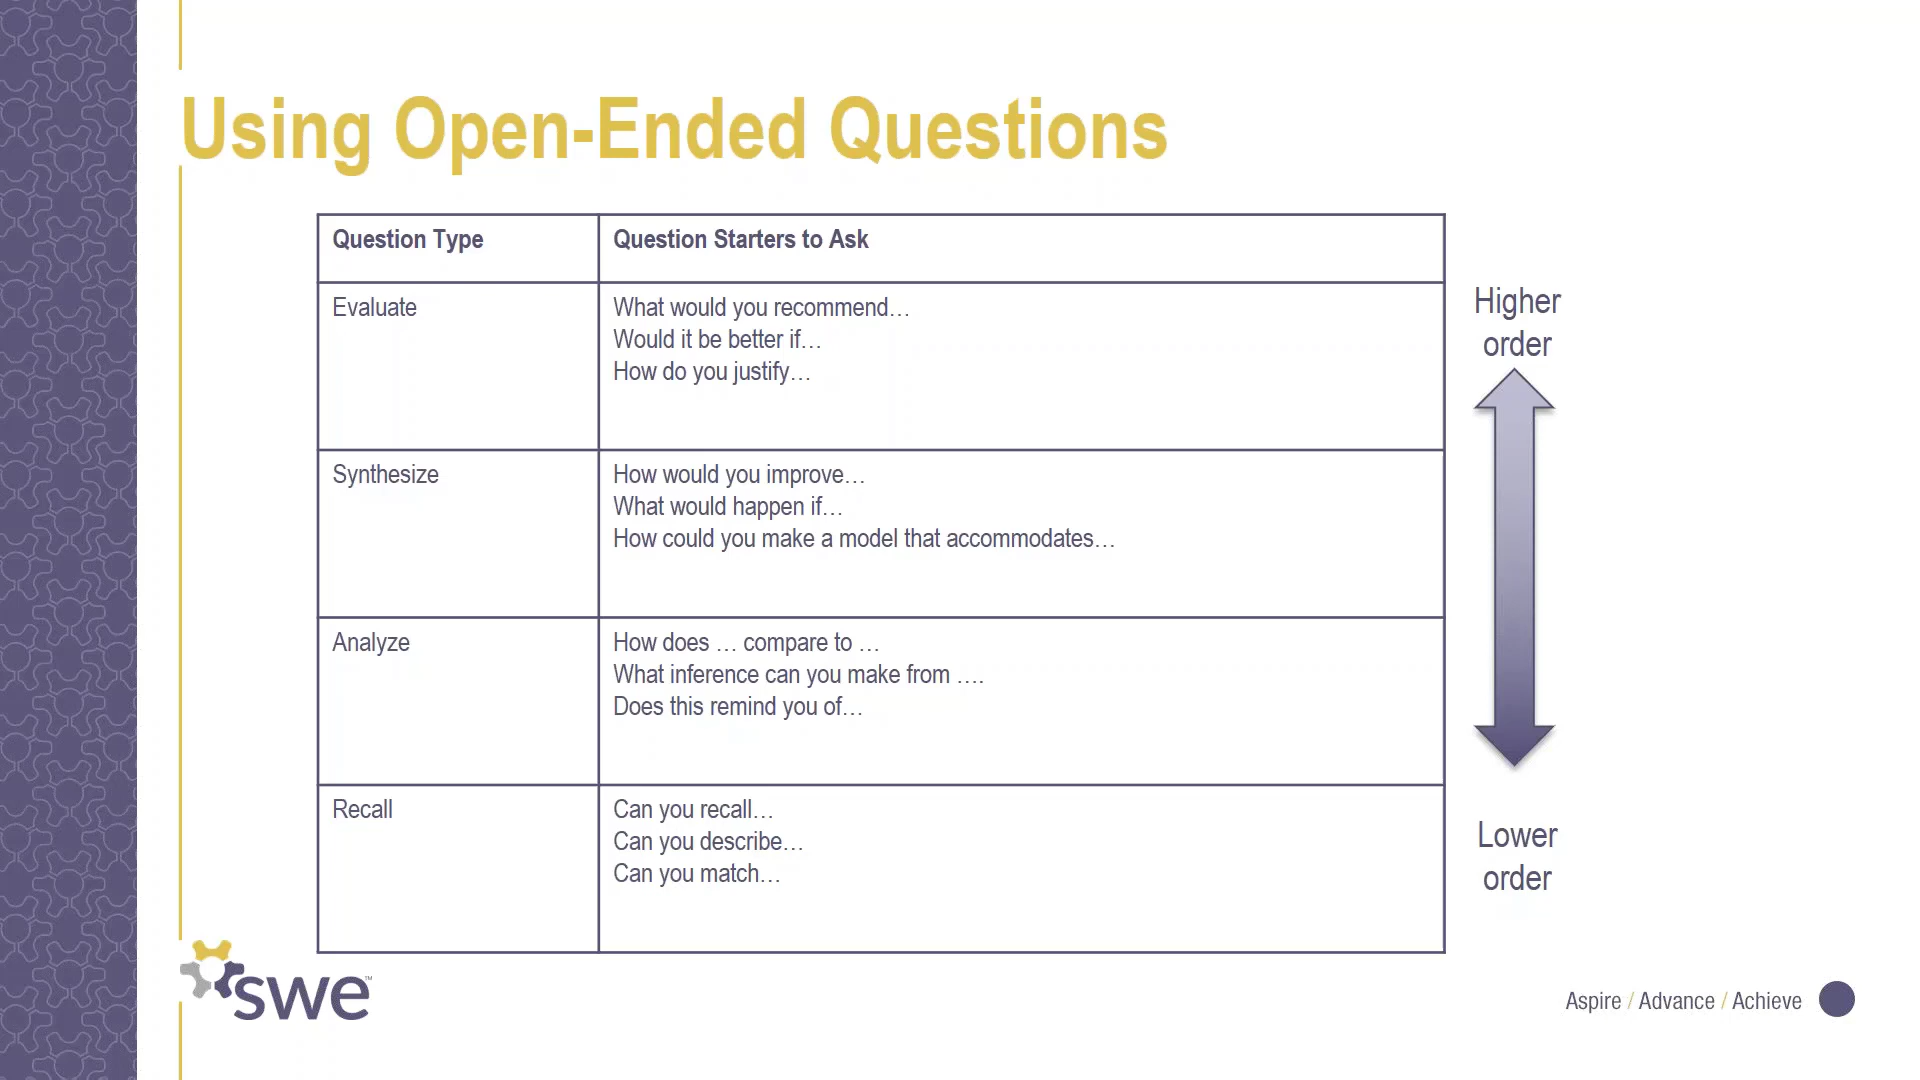 Using Open-Ended Questions
Question Type
Question Starters to Ask
Evaluate
What would you recommend…
Would it be better if…
How do you justify…
Synthesize
How would you improve…
What would happen if…
How could you make a model that accommodates…
Analyze
How does … compare to …
What inference can you make from ….
Does this remind you of…
Recall
Can you recall…
Can you describe…
Can you match…
Higher
order
Lower
order
swe™
Aspire / Advance / Achieve